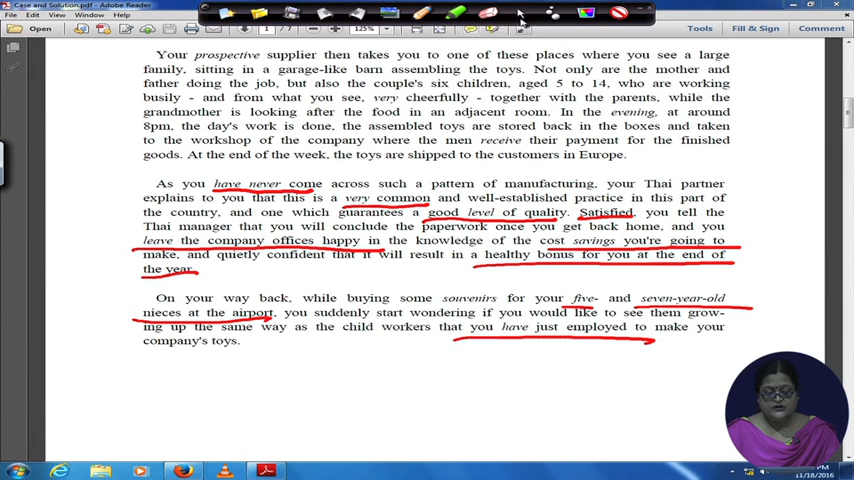 Case and Solution.pdf - Adobe Reader
File Edit View Window Help
Open
1 / 7
125%
Tools Fill & Sign Comment
Your prospective supplier then takes you to one of these places where you see a large
family, sitting in a garage-like barn assembling the toys. Not only are the mother and
father doing the job, but also the couple's six children, aged 5 to 14, who are working
busily - and from what you see, very cheerfully - together with the parents, while the
grandmother is looking after the food in an adjacent room. In the evening, at around
8pm, the day's work is done, the assembled toys are stored back in the boxes and taken
to the workshop of the company where the men receive their payment for the finished
goods. At the end of the week, the toys are shipped to the customers in Europe.
As you have never come across such a pattern of manufacturing, your Thai partner
explains to you that this is a very common and well-established practice in this part of
the country, and one which guarantees a good level of quality. Satisfied, you tell the
Thai manager that you will conclude the paperwork once you get back home, and you
leave the company offices happy in the knowledge of the cost savings you're going to
make, and quietly confident that it will result in a healthy bonus for you at the end of
the year.
On your way back, while buying some souvenirs for your five- and seven-year-old
nieces at the airport, you suddenly start wondering if you would like to see them grow-
ing up the same way as the child workers that you have just employed to make your
company's toys.
PM
11/18/2016